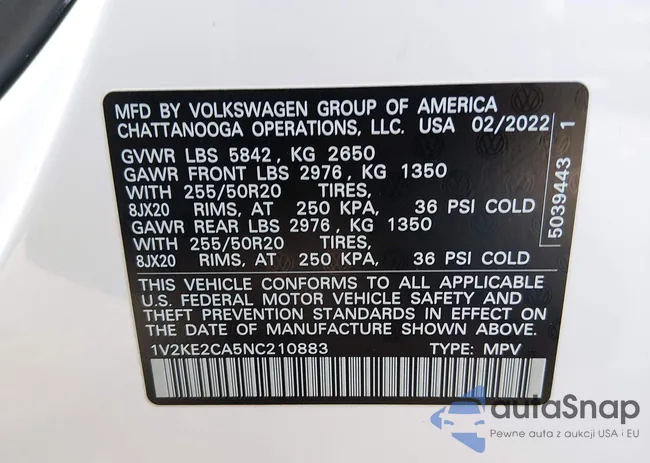 MFD BY VOLKSWAGEN GROUP OF AMERICA
CHATTANOOGA OPERATIONS, LLC. USA 02/2022
GVWR LBS 5842, KG 2650
GAWR FRONT LBS 2976, KG 1350
WITH 255/50R20 TIRES,
8JX20 RIMS, AT 250 KPA, 36 PSI COLD
GAWR REAR LBS 2976, KG 1350
WITH 255/50R20 TIRES,
8JX20 RIMS, AT 250 KPA, 36 PSI COLD
THIS VEHICLE CONFORMS TO ALL APPLICABLE
U.S. FEDERAL MOTOR VEHICLE SAFETY AND
THEFT PREVENTION STANDARDS IN EFFECT ON
THE DATE OF MANUFACTURE SHOWN ABOVE
1V2KE2CA5NC210883 TYPE: MPV
5039443 1
autaSnap
Pewne auta z aukcji USA i EU